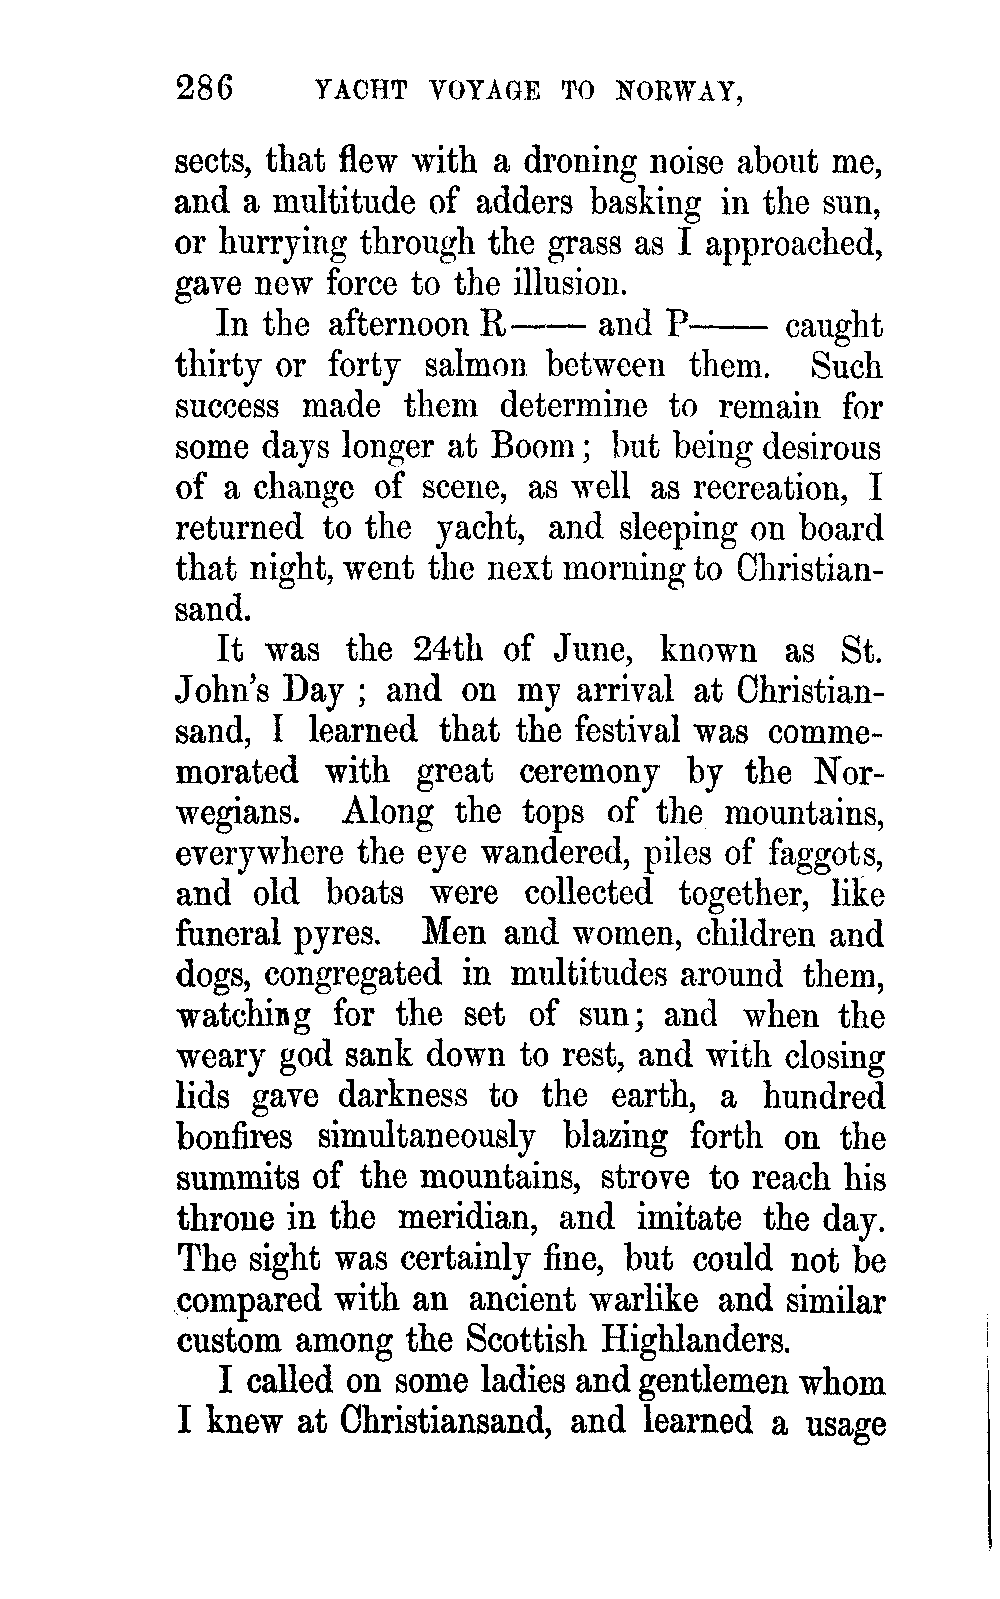 286 YACHT VOYAGE TO NORWAY,
sects, that flew with a droning noise about me,
and a multitude of adders basking in the sun,
or hurrying through the grass as I approached,
gave new force to the illusion.
In the afternoon R—— and P—— caught
thirty or forty salmon between them. Such
success made them determine to remain for
some days longer at Boom; but being desirous
of a change of scene, as well as recreation, I
returned to the yacht, and sleeping on board
that night, went the next morning to Christian-
sand.
It was the 24th of June, known as St.
John's Day ; and on my arrival at Christian-
sand, I learned that the festival was comme-
morated with great ceremony by the Nor-
wegians. Along the tops of the mountains,
everywhere the eye wandered, piles of faggots,
and old boats were collected together, like
funeral pyres. Men and women, children and
dogs, congregated in multitudes around them,
watching for the set of sun; and when the
weary god sank down to rest, and with closing
lids gave darkness to the earth, a hundred
bonfires simultaneously blazing forth on the
summits of the mountains, strove to reach his
throne in the meridian, and imitate the day.
The sight was certainly fine, but could not be
compared with an ancient warlike and similar
custom among the Scottish Highlanders.
I called on some ladies and gentlemen whom
I knew at Christiansand, and learned a usage